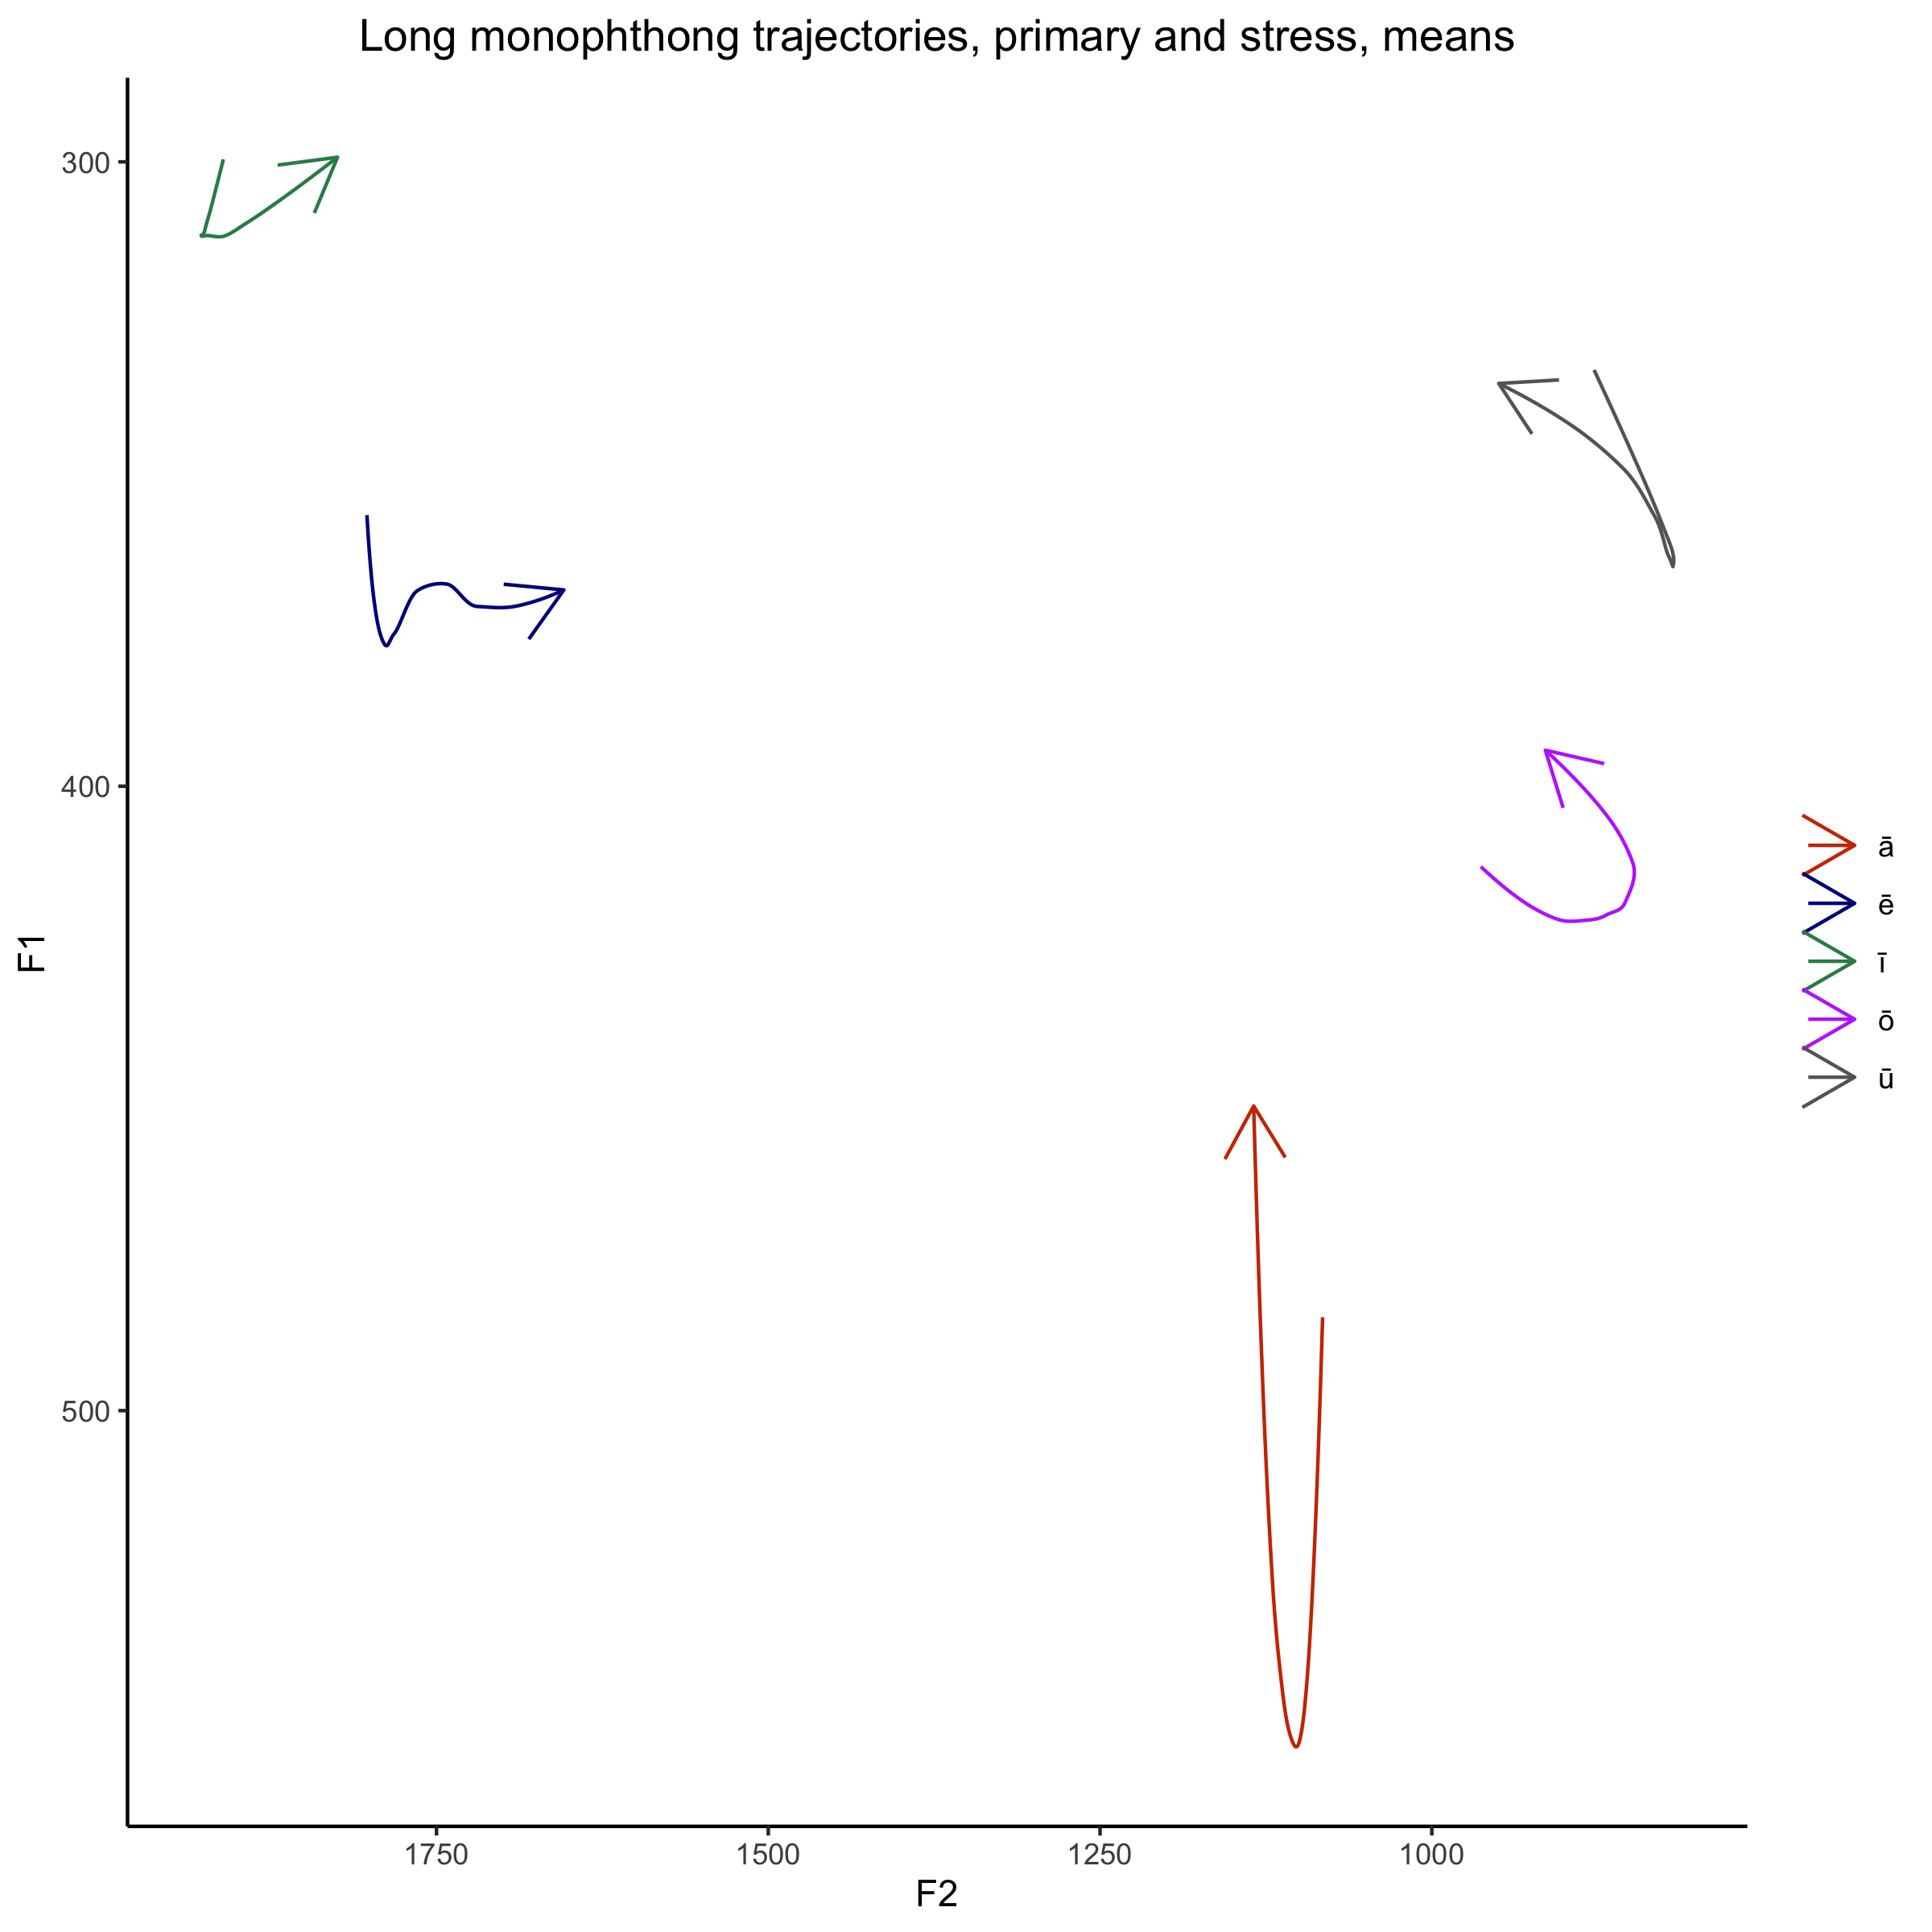 Long monophthong trajectories, primary and stress, means
300
400
500
F1
1750 1500 1250 1000
F2
ā
ē
ī
ō
ū